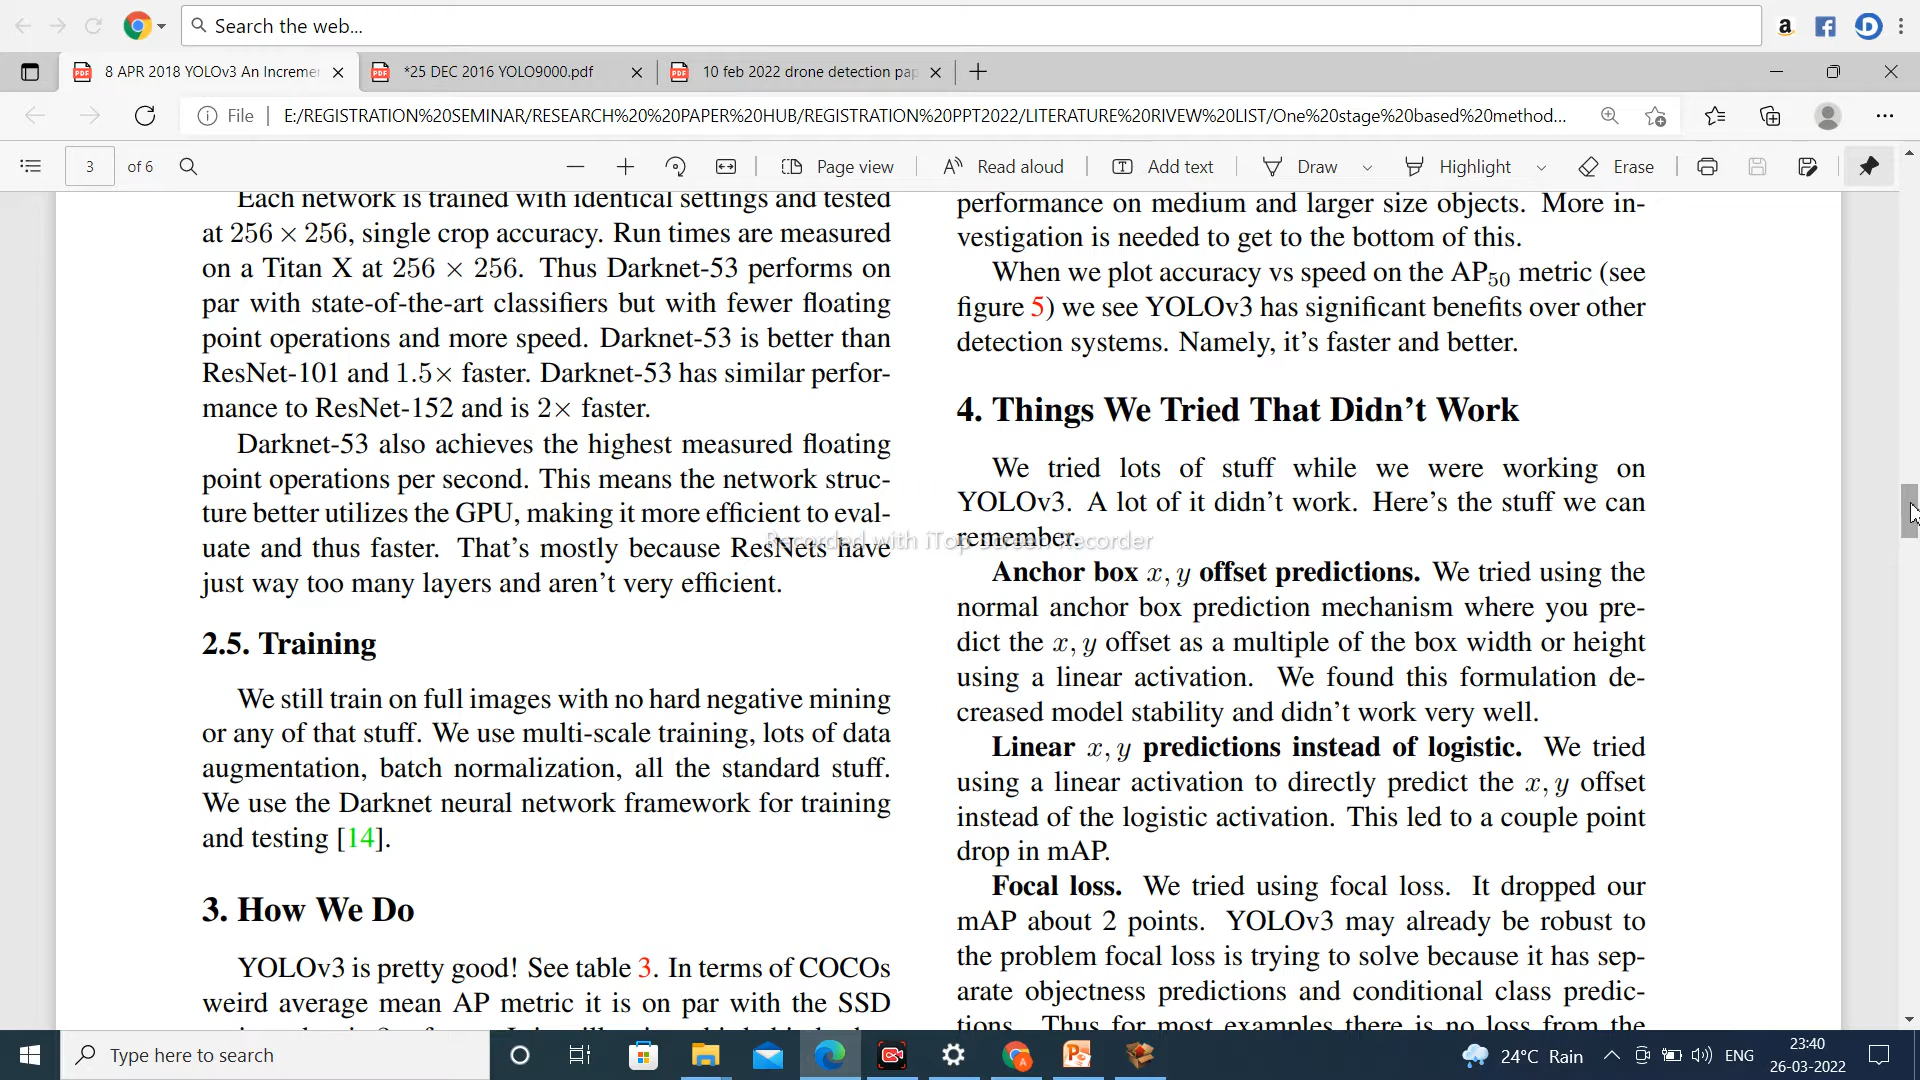 Search the web...
8 APR 2018 YOLOv3 An Increme
*25 DEC 2016 YOLO9000.pdf
10 feb 2022 drone detection pap
File
E:/REGISTRATION%20SEMINAR/RESEARCH%20%20PAPER%20HUB/REGISTRATION%20PPT2022/LITERATURE%20RIVEW%20LIST/One%20stage%20based%20method...
3 of 6
Page view
Read aloud
Add text
Draw
Highlight
Erase
Each network is trained with identical settings and tested
at 256 × 256, single crop accuracy. Run times are measured
on a Titan X at 256 × 256. Thus Darknet-53 performs on
par with state-of-the-art classifiers but with fewer floating
point operations and more speed. Darknet-53 is better than
ResNet-101 and 1.5× faster. Darknet-53 has similar perfor-
mance to ResNet-152 and is 2× faster.
Darknet-53 also achieves the highest measured floating
point operations per second. This means the network struc-
ture better utilizes the GPU, making it more efficient to eval-
uate and thus faster. That's mostly because ResNets have
just way too many layers and aren't very efficient.
2.5. Training
We still train on full images with no hard negative mining
or any of that stuff. We use multi-scale training, lots of data
augmentation, batch normalization, all the standard stuff.
We use the Darknet neural network framework for training
and testing [14].
3. How We Do
YOLOv3 is pretty good! See table 3. In terms of COCOs
weird average mean AP metric it is on par with the SSD
performance on medium and larger size objects. More in-
vestigation is needed to get to the bottom of this.
When we plot accuracy vs speed on the AP50 metric (see
figure 5) we see YOLOv3 has significant benefits over other
detection systems. Namely, it's faster and better.
4. Things We Tried That Didn't Work
We tried lots of stuff while we were working on
YOLOv3. A lot of it didn't work. Here's the stuff we can
remember.
Anchor box x, y offset predictions. We tried using the
normal anchor box prediction mechanism where you pre-
dict the x, y offset as a multiple of the box width or height
using a linear activation. We found this formulation de-
creased model stability and didn't work very well.
Linear x, y predictions instead of logistic. We tried
using a linear activation to directly predict the x, y offset
instead of the logistic activation. This led to a couple point
drop in mAP.
Focal loss. We tried using focal loss. It dropped our
mAP about 2 points. YOLOv3 may already be robust to
the problem focal loss is trying to solve because it has sep-
arate objectness predictions and conditional class predic-
tions. Thus for most examples there is no loss from the
Recorded with iTop Screen Recorder
Type here to search
24°C Rain
ENG
23:40
26-03-2022